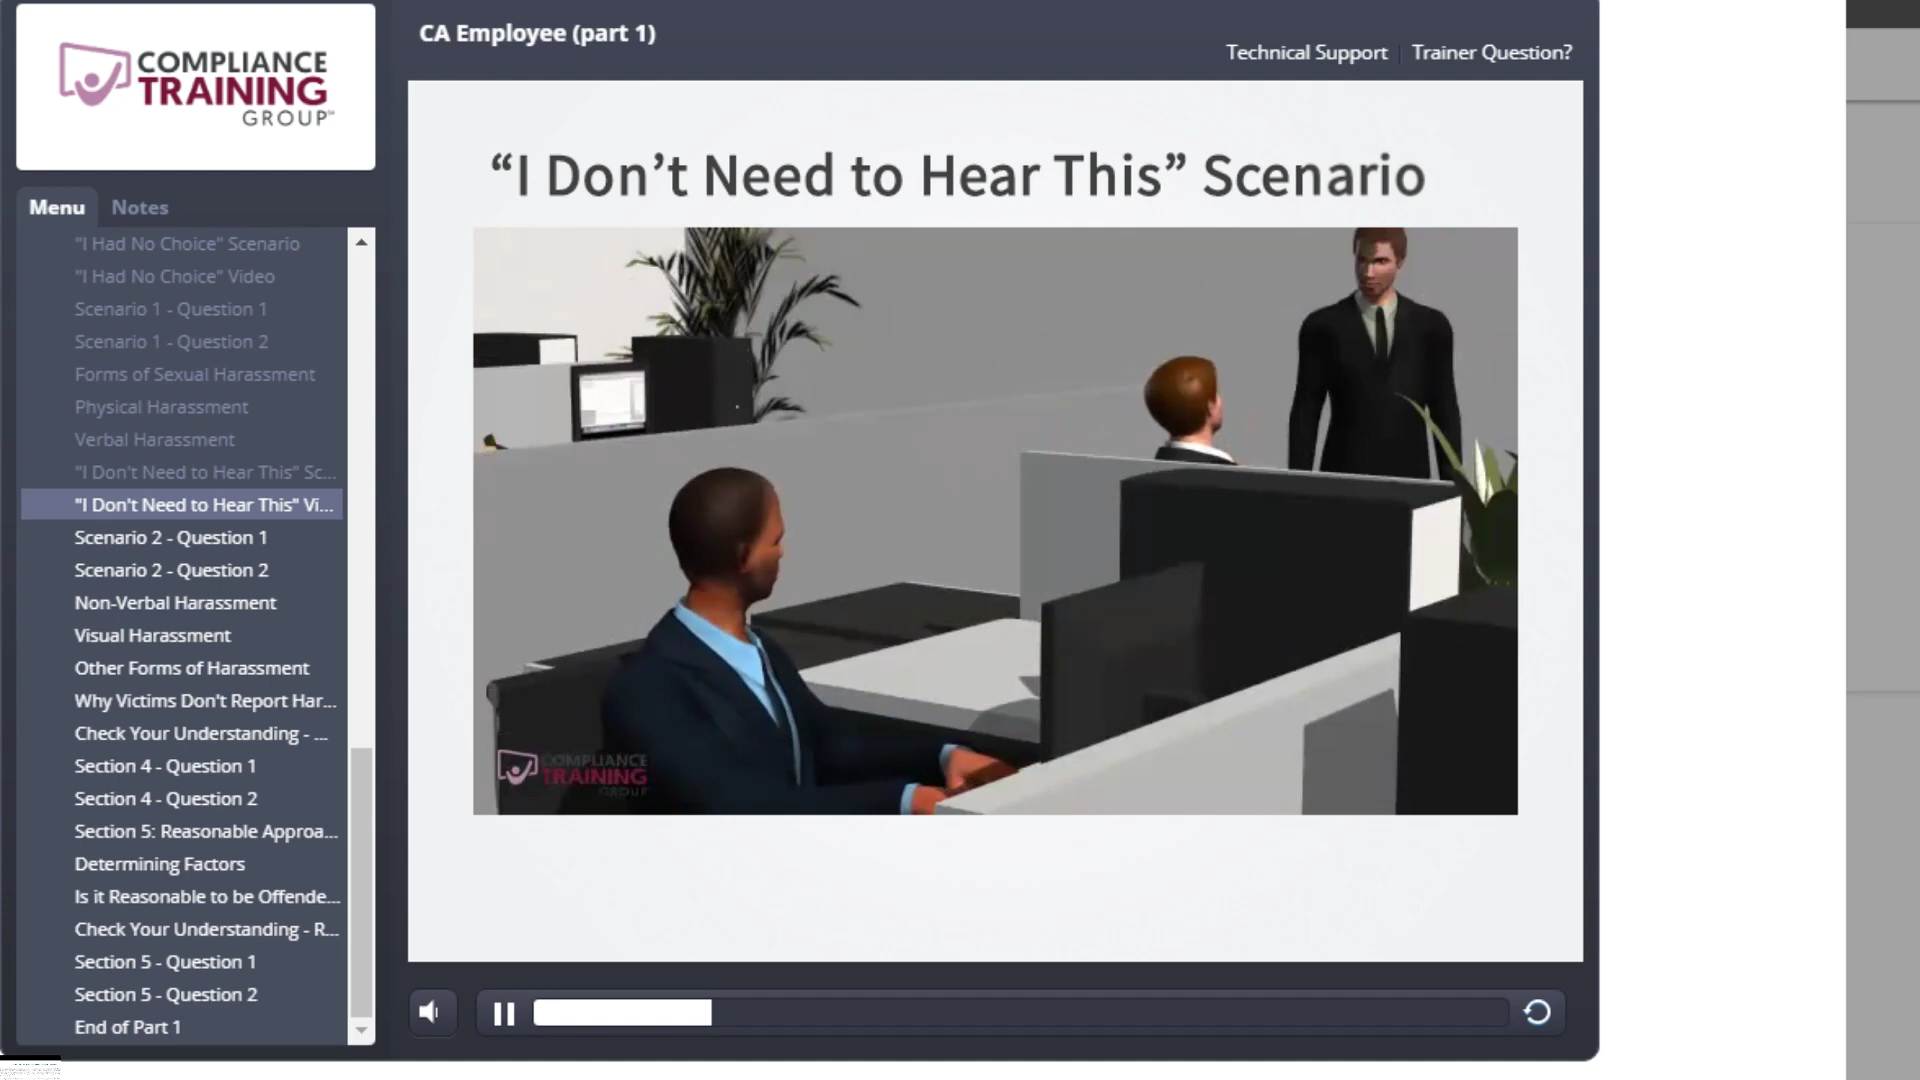 COMPLIANCE
TRAINING
GROUP
CA Employee (part 1)
Technical Support
Trainer Question?
Menu
Notes
"I Had No Choice" Scenario
"I Had No Choice" Video
Scenario 1 - Question 1
Scenario 1 - Question 2
Forms of Sexual Harassment
Physical Harassment
Verbal Harassment
"I Don't Need to Hear This" Sc...
"I Don't Need to Hear This" Vi...
Scenario 2 - Question 1
Scenario 2 - Question 2
Non-Verbal Harassment
Visual Harassment
Other Forms of Harassment
Why Victims Don't Report Har...
Check Your Understanding - ...
Section 4 - Question 1
Section 4 - Question 2
Section 5: Reasonable Approa...
Determining Factors
Is it Reasonable to be Offende...
Check Your Understanding - R...
Section 5 - Question 1
Section 5 - Question 2
End of Part 1
“I Don’t Need to Hear This” Scenario
COMPLIANCE
TRAINING
GROUP